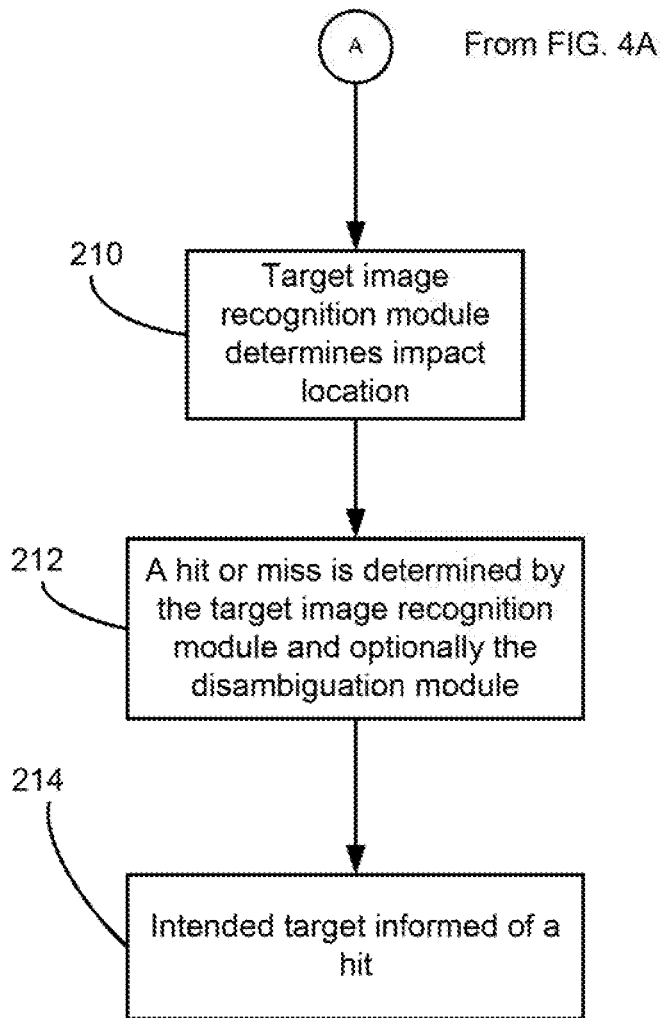 A
From FIG. 4A
210
Target image
recognition module
determines impact
location
212
A hit or miss is determined by
the target image recognition
module and optionally the
disambiguation module
214
Intended target informed of a
hit